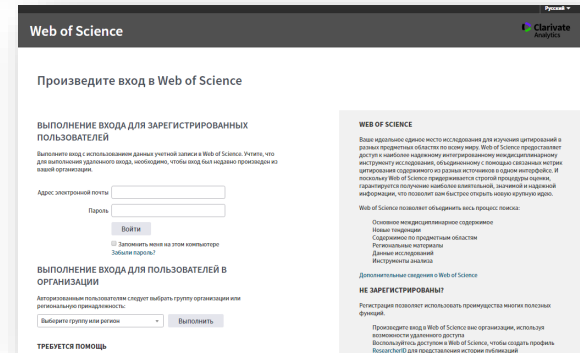 Русский
Web of Science
Clarivate
Analytics
Произведите вход в Web of Science
ВЫПОЛНЕНИЕ ВХОДА ДЛЯ ЗАРЕГИСТРИРОВАННЫХ
ПОЛЬЗОВАТЕЛЕЙ
Выполните вход с использованием данных учетной записи в Web of Science. Учтите, что
для выполнения удаленного входа, необходимо, чтобы вход был недавно произведен из
вашей организации.
Адрес электронной почты
Пароль
Войти
Запомнить меня на этом компьютере
Забыли пароль?
ВЫПОЛНЕНИЕ ВХОДА ДЛЯ ПОЛЬЗОВАТЕЛЕЙ В
ОРГАНИЗАЦИИ
Авторизованным пользователям следует выбрать группу организации или
региональную принадлежность:
Выберите группу или регион
Выполнить
ТРЕБУЕТСЯ ПОМОЩЬ
WEB OF SCIENCE
Ваше идеальное единое место исследования для изучения цитирований в
разных предметных областях по всему миру. Web of Science предоставляет
доступ к наиболее надежному интегрированному междисциплинарному
инструменту исследования, объединенному с помощью связанных метрик
цитирования содержимого из разных источников в одном интерфейсе. И
поскольку Web of Science придерживается строгой процедуры оценки,
гарантируется получение наиболее влиятельной, значимой и надежной
информации, что позволит вам быстрее открыть новую крупную идею.
Web of Science позволяет объединить весь процесс поиска:
Основное междисциплинарное содержимое
Новые тенденции
Содержимое по предметным областям
Региональные материалы
Данные исследований
Инструменты анализа
Дополнительные сведения о Web of Science
НЕ ЗАРЕГИСТРИРОВАНЫ?
Регистрация позволяет использовать преимущества многих полезных
функций.
Произведите вход в Web of Science вне организации, используя
возможности удаленного доступа
Воспользуйтесь доступом в Web of Science, чтобы создать профиль
ResearcherID для представления истории публикаций